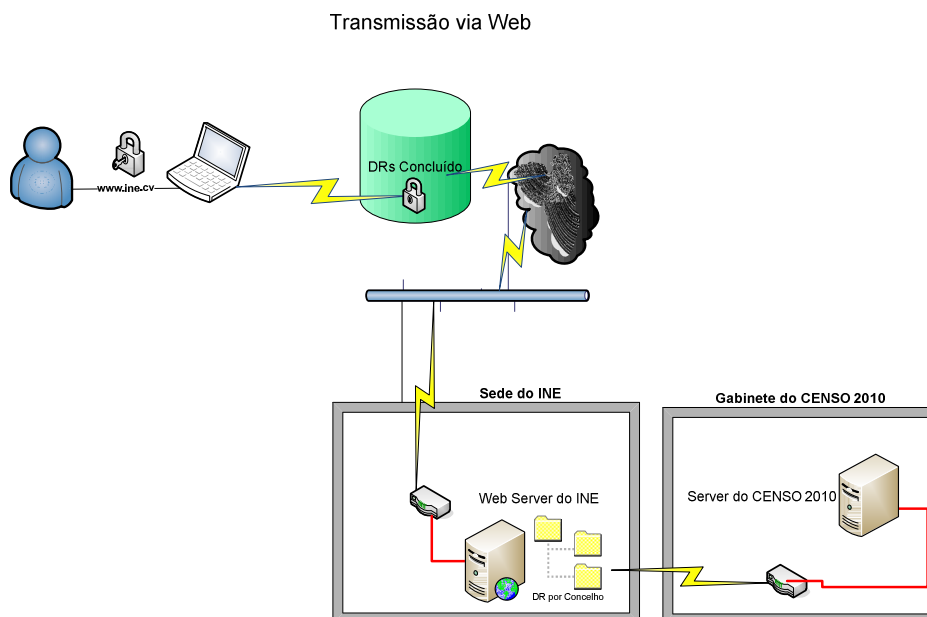 Transmissão via Web
DRs Concluído
www.ine.cv
Sede do INE
Gabinete do CENSO 2010
Web Server do INE
Server do CENSO 2010
DR por Concelho